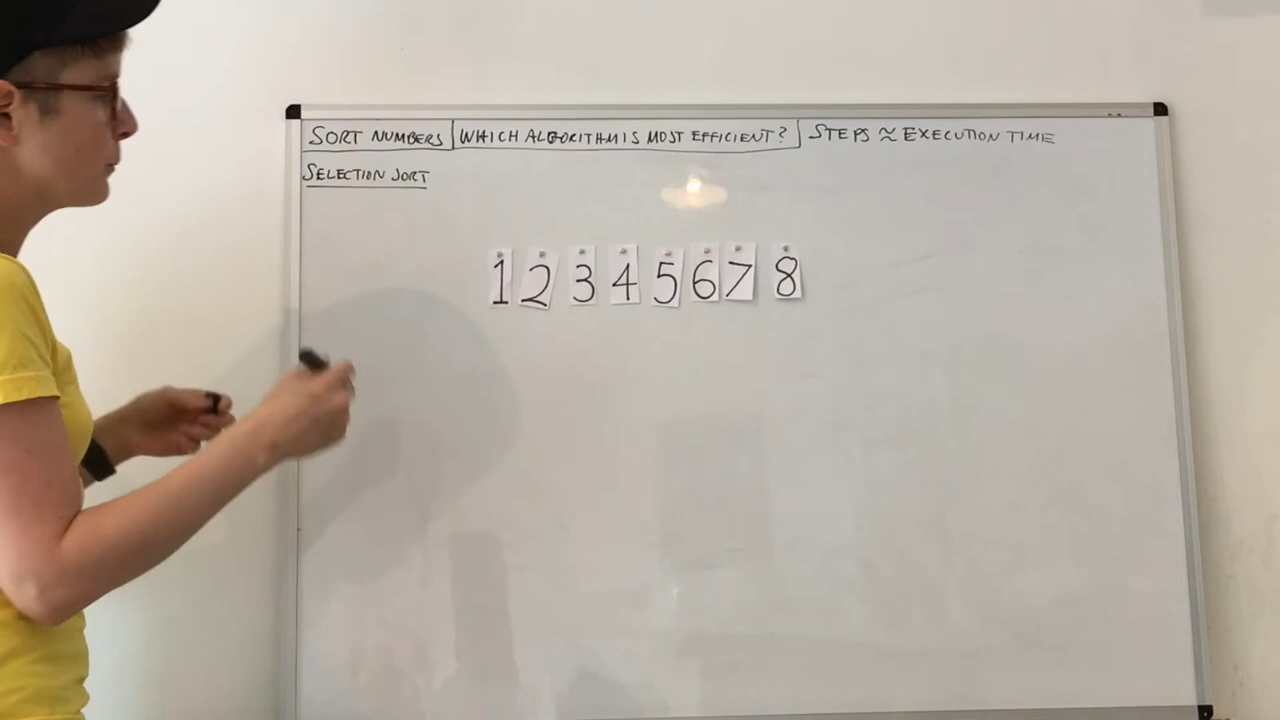 SORT NUMBERS WHICH ALGORITHM IS MOST EFFICIENT? STEPS ≈ EXECUTION TIME
SELECTION SORT
1 2 3 4 5 6 7 8